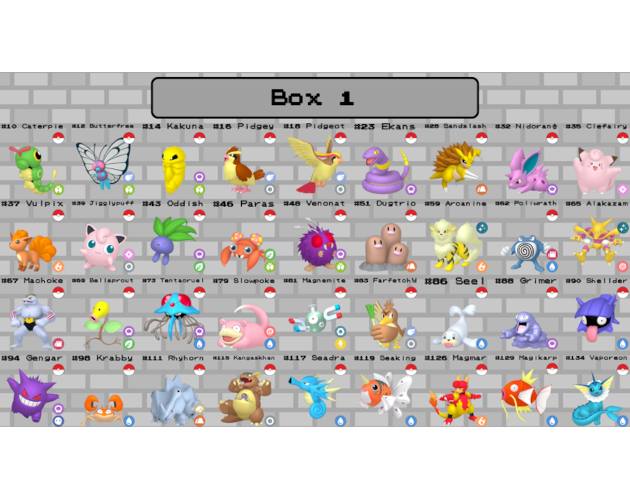 Box 1
#10 Caterpie #12 Butterfree #14 Kakuna #16 Pidgey #18 Pidgeot #23 Ekans #28 Sandslash #32 Nidoran♂ #35 Clefairy
#37 Vulpix #39 Jigglypuff #43 Oddish #46 Paras #48 Venonat #51 Dugtrio #59 Arcanine #62 Poliwrath #65 Alakazam
#67 Machoke #69 Bellsprout #73 Tentacruel #79 Slowpoke #81 Magnemite #83 Farfetch'd #86 Seel #88 Grimer #90 Shellder
#94 Gengar #98 Krabby #111 Rhyhorn #115 Kangaskhan #117 Seadra #119 Seaking #126 Magmar #129 Magikarp #134 Vaporeon